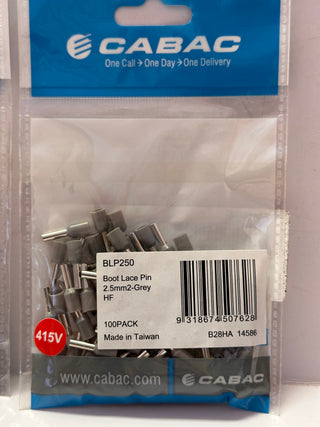 CABAC
One Call → One Day → One Delivery
BLP250
Boot Lace Pin
2.5mm2-Grey
HF
9 318674 507628
100PACK
Made in Taiwan
B28HA 14586
415V
www.cabac.com
CABAC